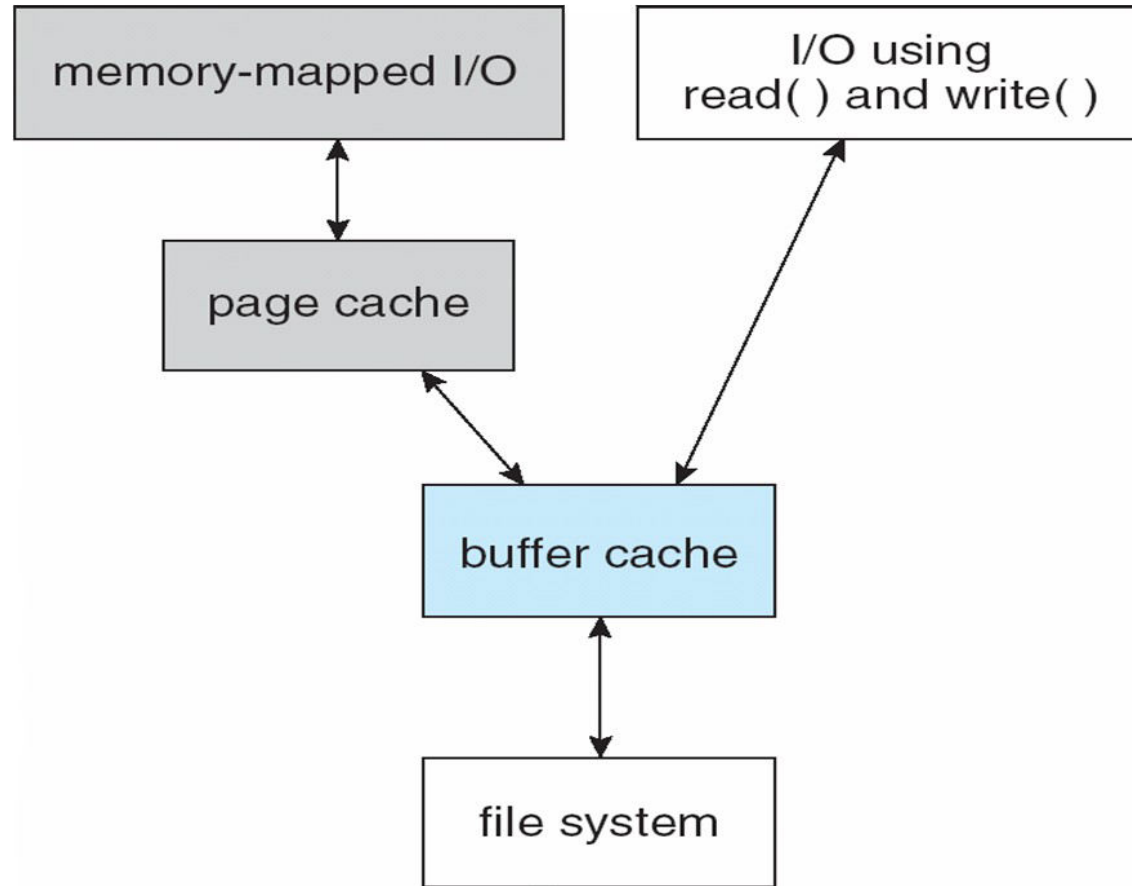 memory-mapped I/O
I/O using
read( ) and write( )
page cache
buffer cache
file system